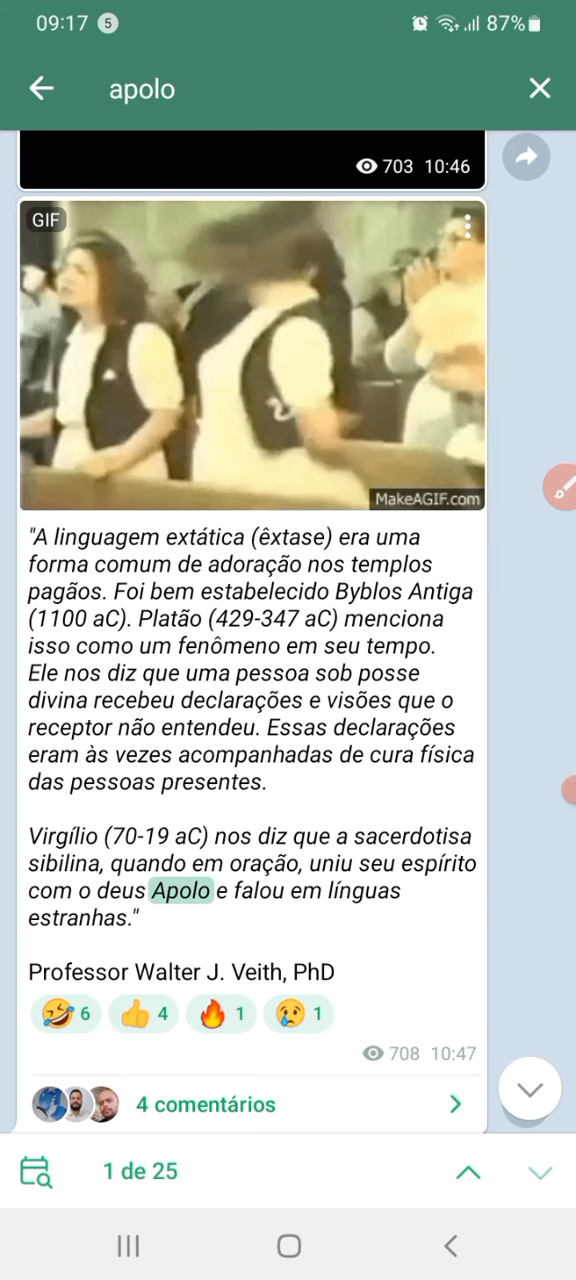 09:17 5 87%
apolo
703 10:46
GIF
MakeAGIF.com
"A linguagem extática (êxtase) era uma
forma comum de adoração nos templos
pagãos. Foi bem estabelecido Byblos Antiga
(1100 aC). Platão (429-347 aC) menciona
isso como um fenômeno em seu tempo.
Ele nos diz que uma pessoa sob posse
divina recebeu declarações e visões que o
receptor não entendeu. Essas declarações
eram às vezes acompanhadas de cura física
das pessoas presentes.
Virgílio (70-19 aC) nos diz que a sacerdotisa
sibilina, quando em oração, uniu seu espírito
com o deus Apolo e falou em línguas
estranhas."
Professor Walter J. Veith, PhD
6 4 1 1
708 10:47
4 comentários
1 de 25